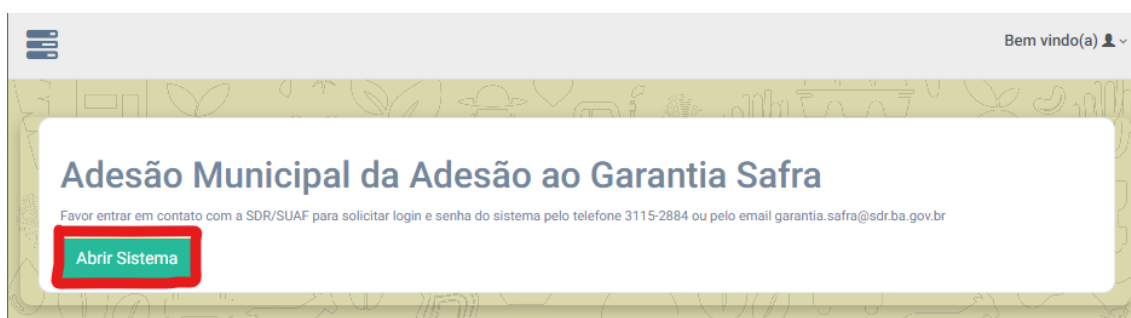 Bem vindo(a)
Adesão Municipal da Adesão ao Garantia Safra
Favor entrar em contato com a SDR/SUAF para solicitar login e senha do sistema pelo telefone 3115-2884 ou pelo email garantia.safra@sdr.ba.gov.br
Abrir Sistema